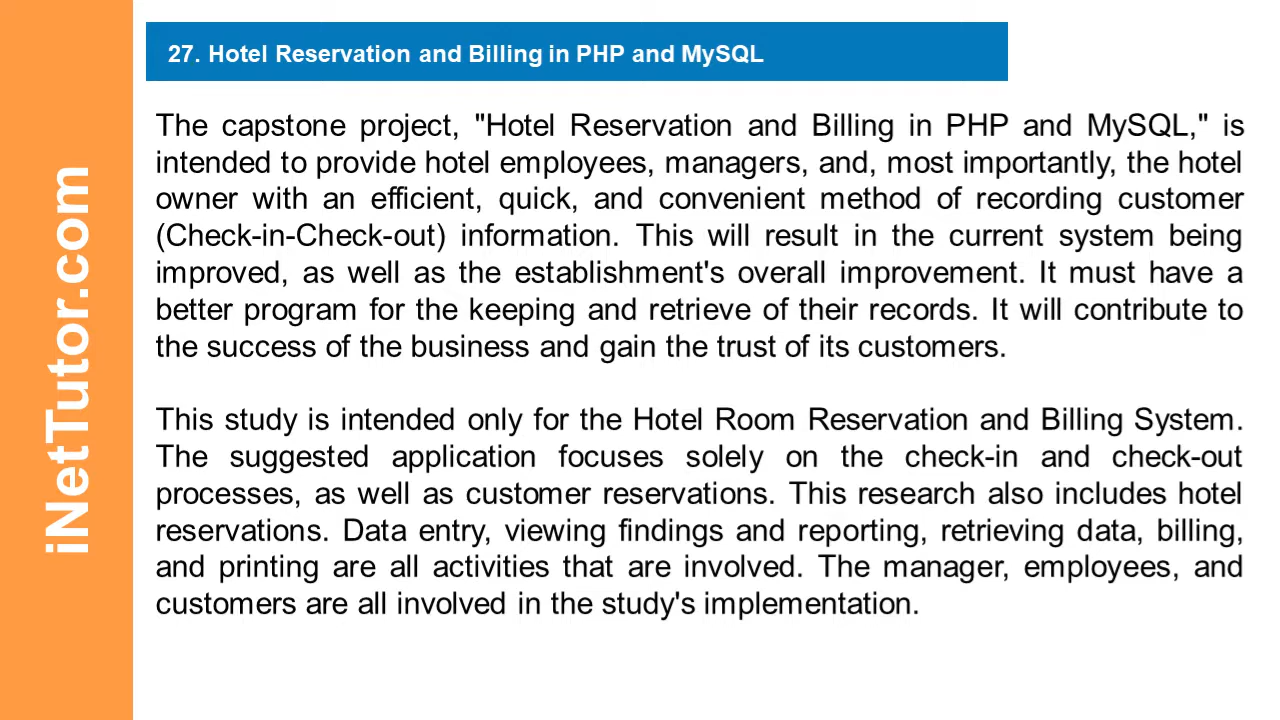 iNetTutor.com
27. Hotel Reservation and Billing in PHP and MySQL
The capstone project, "Hotel Reservation and Billing in PHP and MySQL," is
intended to provide hotel employees, managers, and, most importantly, the hotel
owner with an efficient, quick, and convenient method of recording customer
(Check-in-Check-out) information. This will result in the current system being
improved, as well as the establishment's overall improvement. It must have a
better program for the keeping and retrieve of their records. It will contribute to
the success of the business and gain the trust of its customers.
This study is intended only for the Hotel Room Reservation and Billing System.
The suggested application focuses solely on the check-in and check-out
processes, as well as customer reservations. This research also includes hotel
reservations. Data entry, viewing findings and reporting, retrieving data, billing,
and printing are all activities that are involved. The manager, employees, and
customers are all involved in the study's implementation.